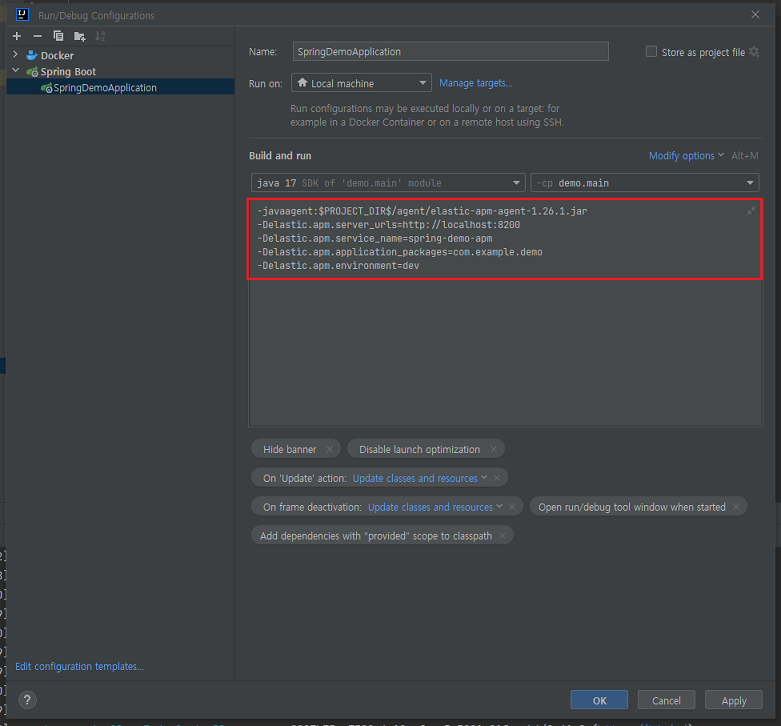 Run/Debug Configurations
Docker
Spring Boot
SpringDemoApplication
Name: SpringDemoApplication
Store as project file
Run on: Local machine Manage targets...
Run configurations may be executed locally or on a target: for
example in a Docker Container or on a remote host using SSH.
Build and run Modify options Alt+M
java 17 SDK of 'demo.main' module -cp demo.main
-javaagent:$PROJECT_DIR$/agent/elastic-apm-agent-1.26.1.jar
-Delastic.apm.server_urls=http://localhost:8200
-Delastic.apm.service_name=spring-demo-apm
-Delastic.apm.application_packages=com.example.demo
-Delastic.apm.environment=dev
Hide banner Disable launch optimization
On 'Update' action: Update classes and resources
On frame deactivation: Update classes and resources Open run/debug tool window when started
Add dependencies with "provided" scope to classpath
Edit configuration templates...
? OK Cancel Apply